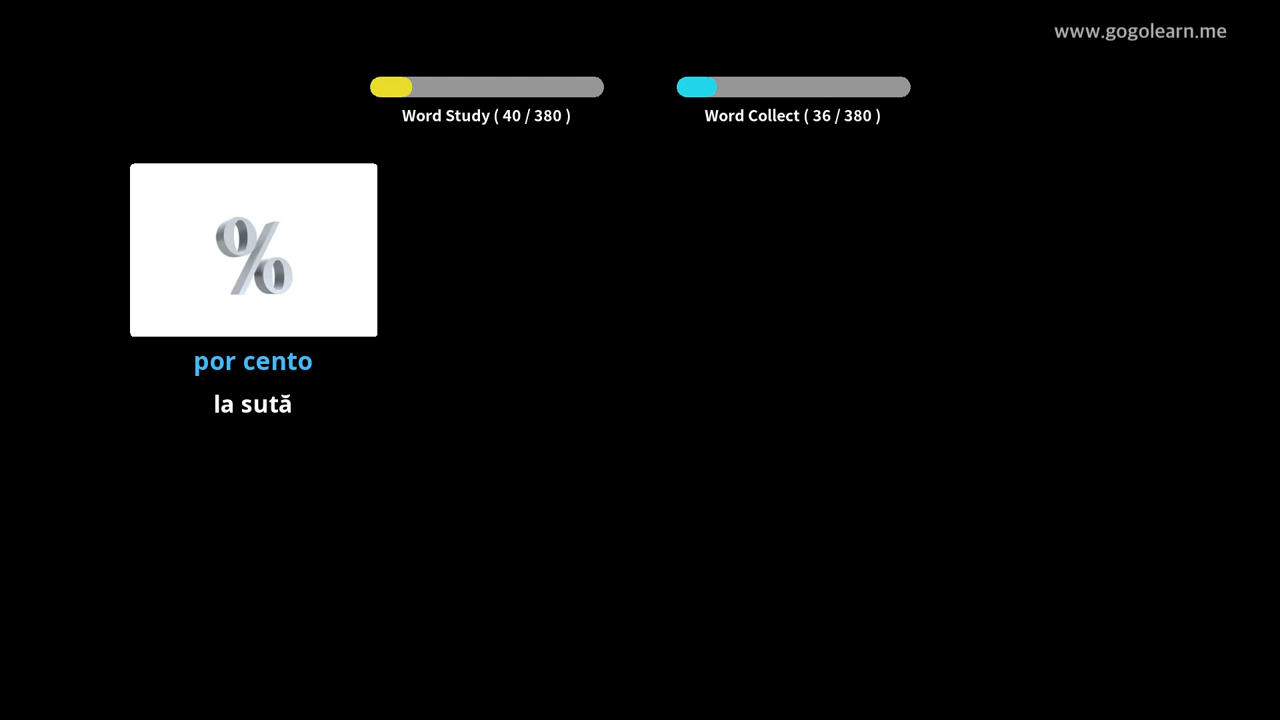 www.gogolearn.me
Word Study ( 40 / 380 )
Word Collect ( 36 / 380 )
%
por cento
la sută